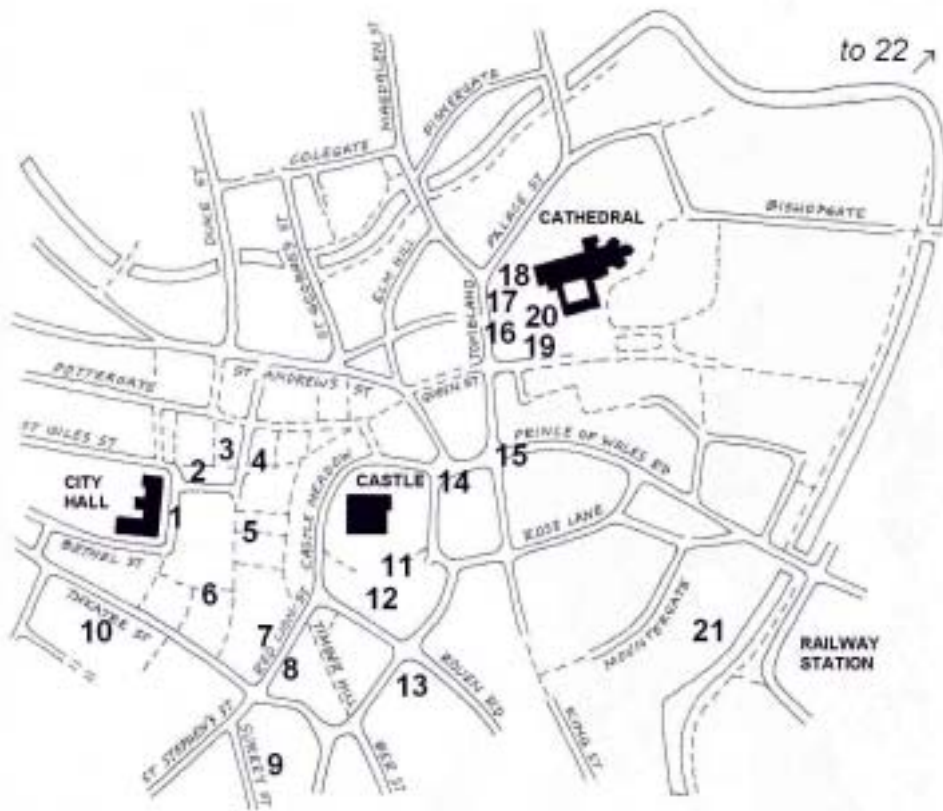 to 22
MAGDALEN ST
FISHERGATE
COLEGATE
DUKE ST
PALACE ST
CATHEDRAL
BISHOPGATE
ST GEORGES ST
ELM HILL
18
17
TOMBLAND
20
16
19
POTTERGATE
ST ANDREWS ST
QUEEN ST
ST GILES ST
PRINCE OF WALES RD
3
4
15
2
CASTLE MEADOW
CASTLE
14
CITY
HALL
1
5
ROSE LANE
BETHEL ST
11
6
12
THEATRE ST
10
MOUNTERGATE
21
7
RED LION ST
TIMBER HILL
RAILWAY
STATION
8
13
ROUEN RD
ST STEPHEN'S ST
SURREY ST
BER ST
KING ST
9